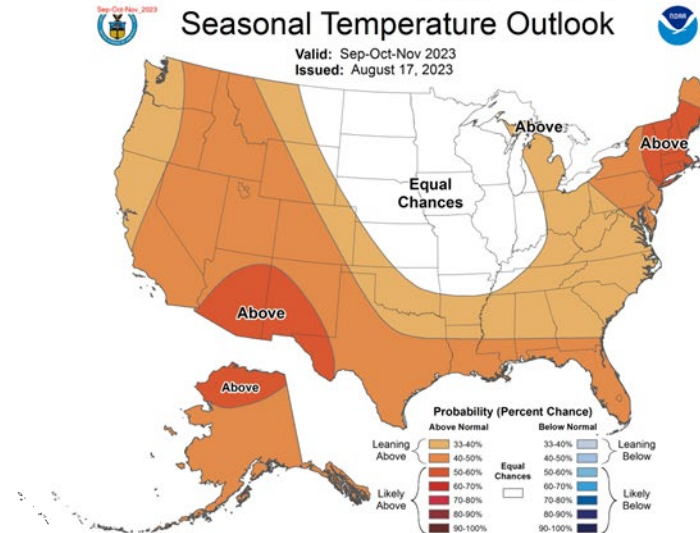 Sep-Oct-Nov 2023
Seasonal Temperature Outlook
NOAA
Valid: Sep-Oct-Nov 2023
Issued: August 17, 2023
Above
Above
Equal
Chances
Above
Above
Probability (Percent Chance)
Above Normal
Below Normal
Leaning
Above
33-40%
40-50%
Likely
Above
50-60%
60-70%
70-80%
80-90%
90-100%
Equal
Chances
33-40%
40-50%
Leaning
Below
50-60%
60-70%
70-80%
80-90%
90-100%
Likely
Below